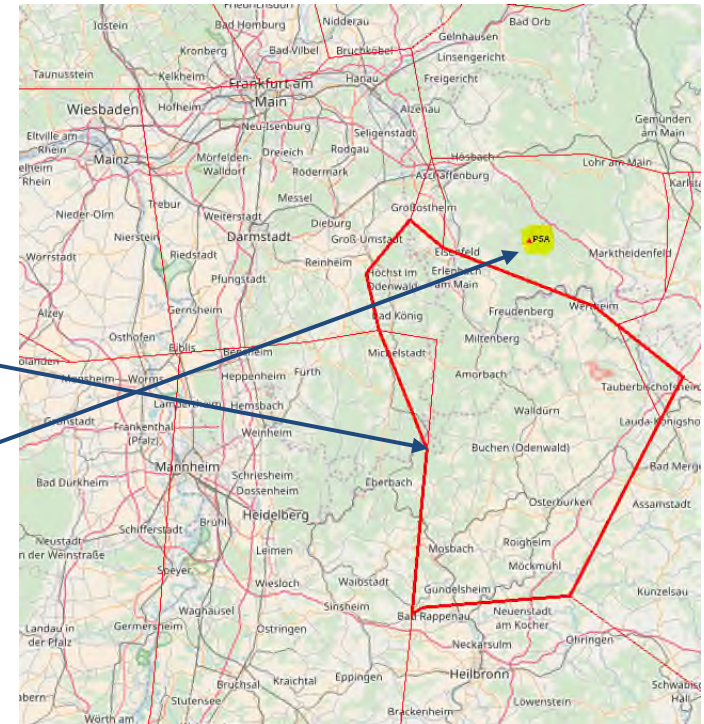 Friedrichsdorf
Idstein
Bad Homburg
Nidderau
Bad Orb
Gelnhausen
Kronberg
Bad Vilbel
Bruchköbel
Linsengericht
Taunusstein
Kelkheim
Frankfurt am
Main
Hanau
Freigericht
Wiesbaden
Hofheim
Alzenau
Neu-Isenburg
Seligenstadt
Gemünden
am Main
Eltville am
Rhein
Mainz
Mörfelden-
Walldorf
Dreieich
Rodgau
Hösbach
Lohr am Main
Rödermark
Aschaffenburg
Trebur
Messel
Nieder-Olm
Weiterstadt
Großostheim
Nierstein
Darmstadt
Dieburg
Groß-Umstadt
PSA
Wörrstadt
Riedstadt
Reinheim
Elsenfeld
Marktheidenfeld
Pfungstadt
Höchst im
Odenwald
Erlenbach
am Main
Alzey
Gernsheim
Bad König
Freudenberg
Wertheim
Osthofen
Biblis
Bensheim
Michelstadt
Miltenberg
Monsheim
Worms
Heppenheim
Fürth
Amorbach
Tauberbischofsheim
Lampertheim
Hemsbach
Walldürn
Grünstadt
Frankenthal
(Pfalz)
Weinheim
Lauda-Königsho
Buchen (Odenwald)
Mannheim
Schriesheim
Bad Merge
Bad Dürkheim
Dossenheim
Eberbach
Osterburken
Assamstadt
Schifferstadt
Brühl
Heidelberg
Neustadt
an der Weinstraße
Leimen
Mosbach
Roigheim
Speyer
Möckmühl
Wiesloch
Waibstadt
Gundelsheim
Künzelsau
Waghäusel
Sinsheim
Bad Rappenau
Neuenstadt
am Kocher
Landau in
der Pfalz
Germersheim
Östringen
Öhringen
Neckarsulm
Bruchsal
Kraichtal
Eppingen
Heilbronn
Schwäbisch
Hall
Stutensee
Löwenstein
Wörth am
Brackenheim